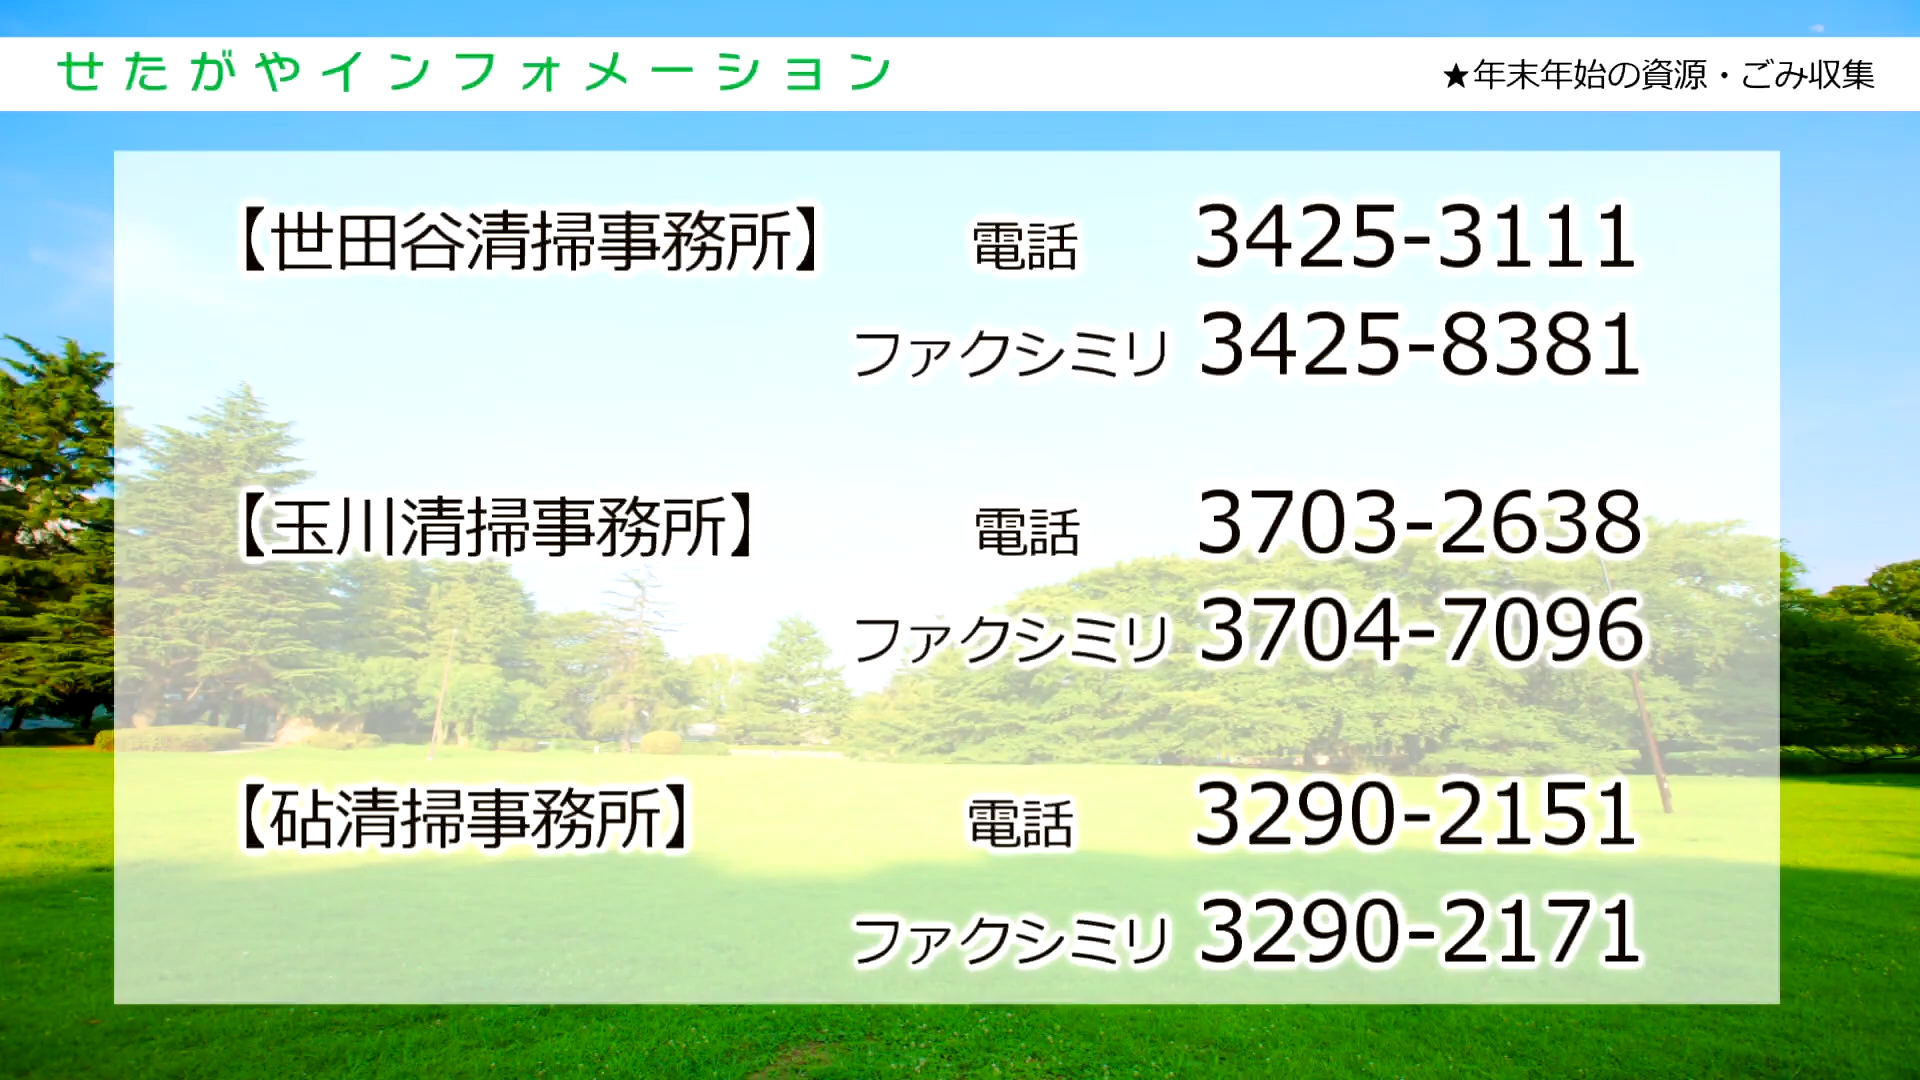 せたがやインフォメーション
★年末年始の資源・ごみ収集
【世田谷清掃事務所】 電話 3425-3111
ファクシミリ 3425-8381
【玉川清掃事務所】 電話 3703-2638
ファクシミリ 3704-7096
【砧清掃事務所】 電話 3290-2151
ファクシミリ 3290-2171